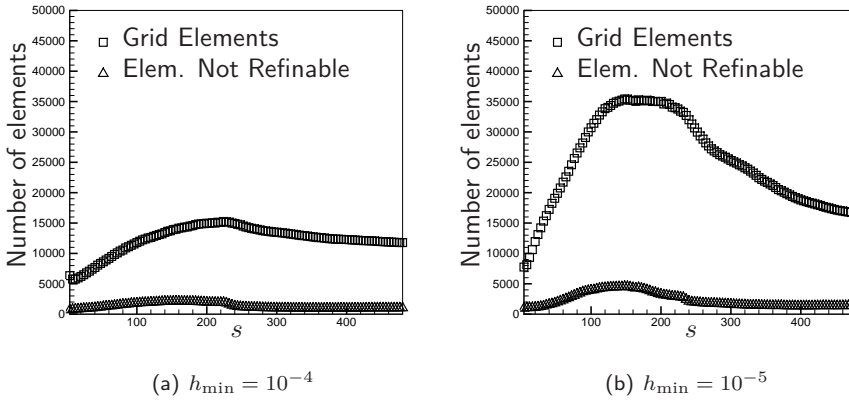 Number of elements
50000
45000
40000
35000
30000
25000
20000
15000
10000
5000
0
Grid Elements
Elem. Not Refinable
100 200 300 400
s
(a) h_min = 10^−4
Number of elements
50000
45000
40000
35000
30000
25000
20000
15000
10000
5000
0
Grid Elements
Elem. Not Refinable
100 200 300 400
s
(b) h_min = 10^−5